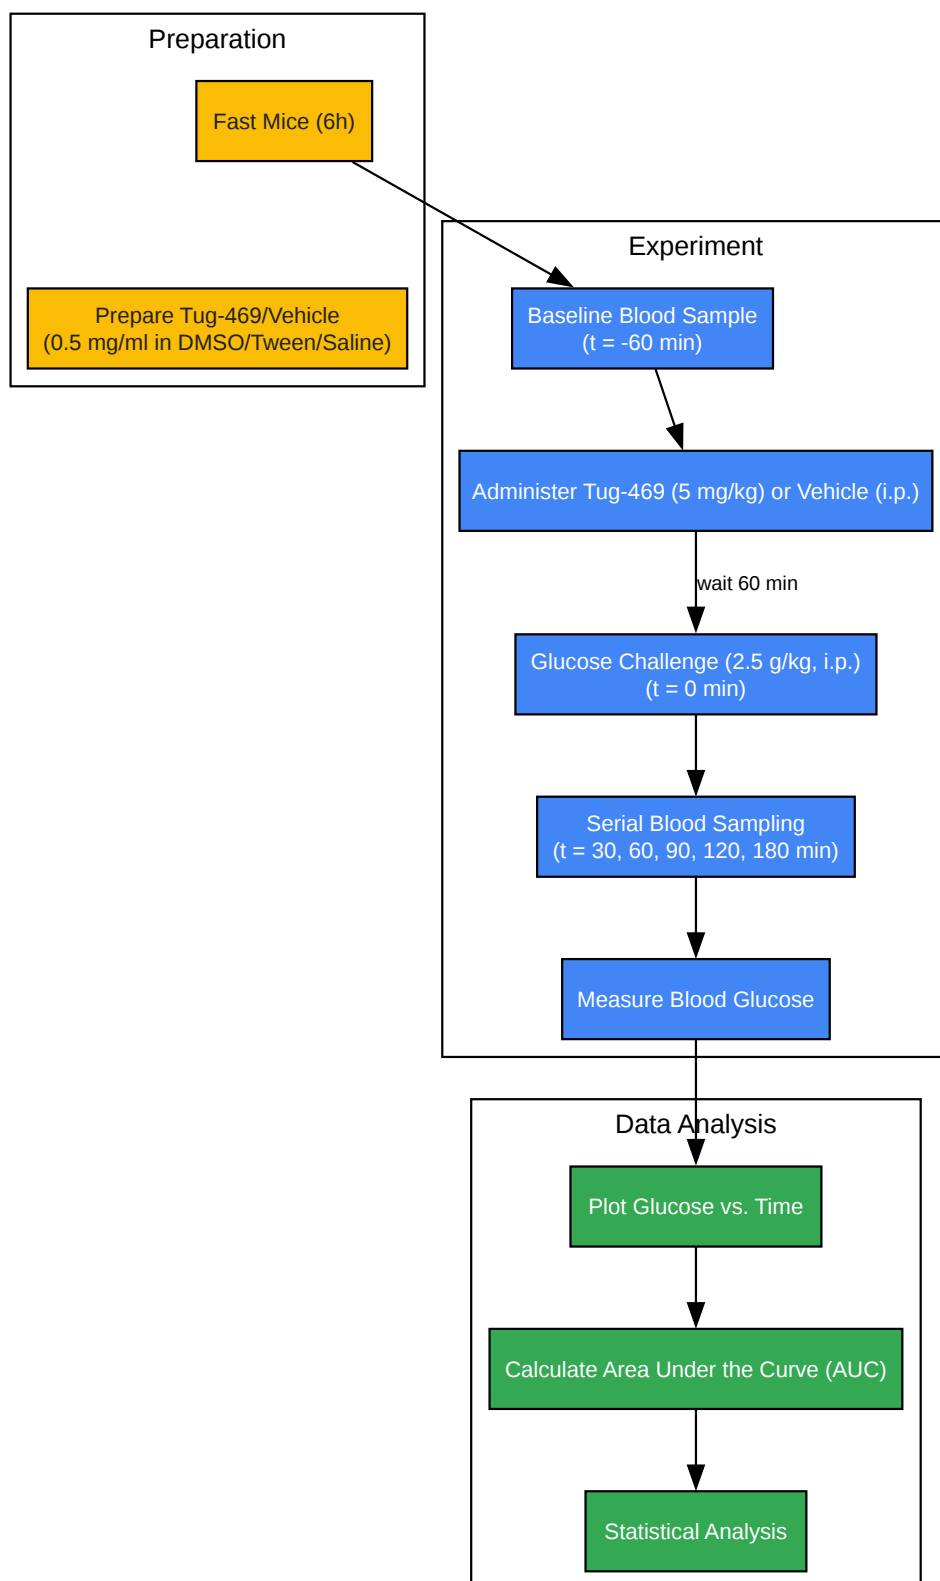 Preparation
Fast Mice (6h)
Prepare Tug-469/Vehicle
(0.5 mg/ml in DMSO/Tween/Saline)
Experiment
Baseline Blood Sample
(t = -60 min)
Administer Tug-469 (5 mg/kg) or Vehicle (i.p.)
wait 60 min
Glucose Challenge (2.5 g/kg, i.p.)
(t = 0 min)
Serial Blood Sampling
(t = 30, 60, 90, 120, 180 min)
Measure Blood Glucose
Data Analysis
Plot Glucose vs. Time
Calculate Area Under the Curve (AUC)
Statistical Analysis